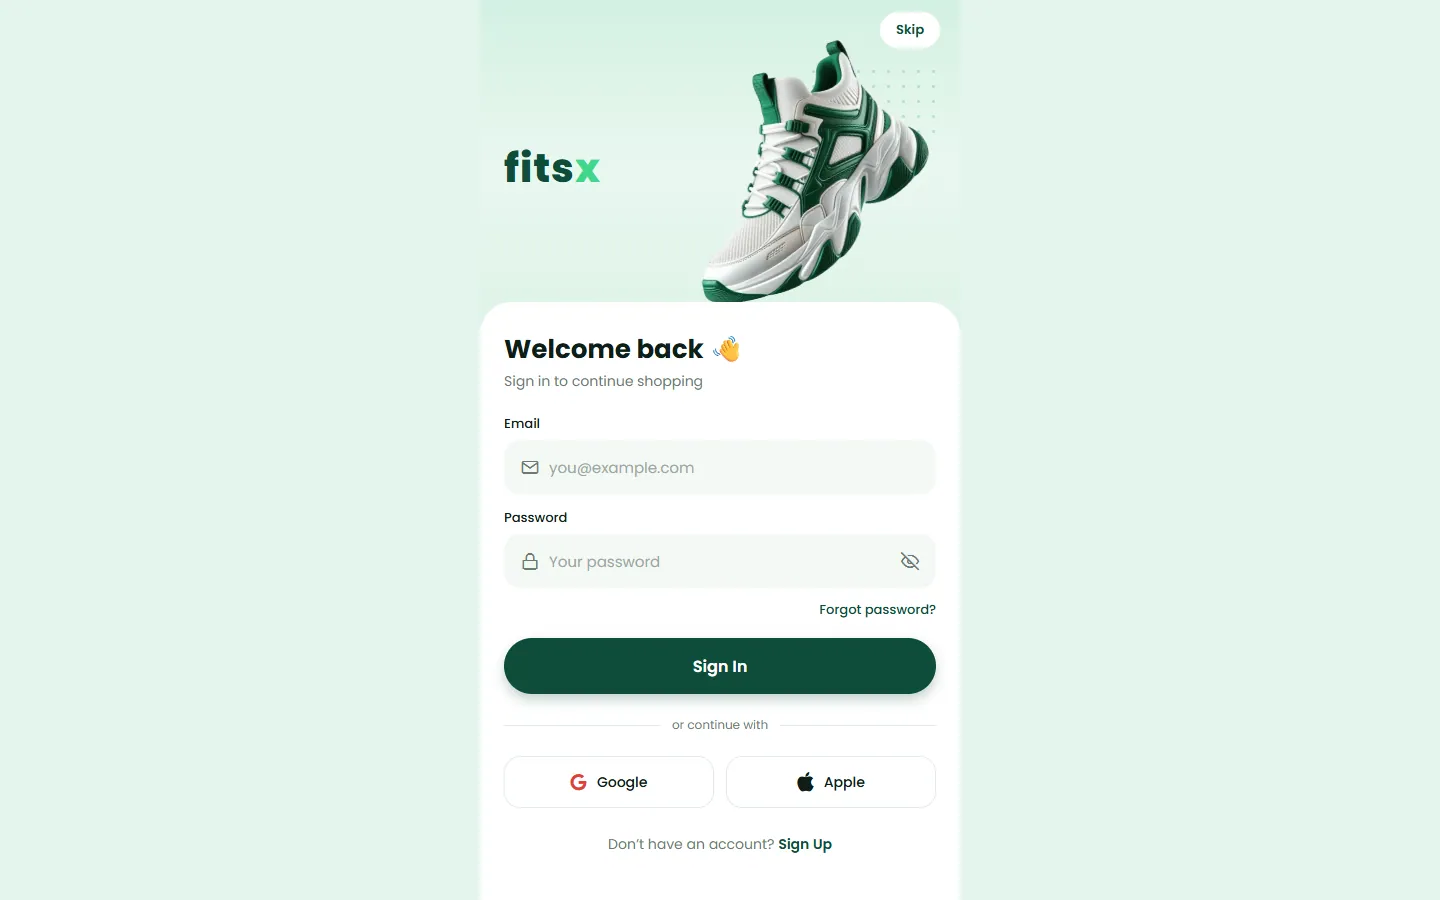 Skip
fitsx
Welcome back 👋
Sign in to continue shopping
Email
you@example.com
Password
Your password
Forgot password?
Sign In
or continue with
Google
Apple
Don't have an account? Sign Up